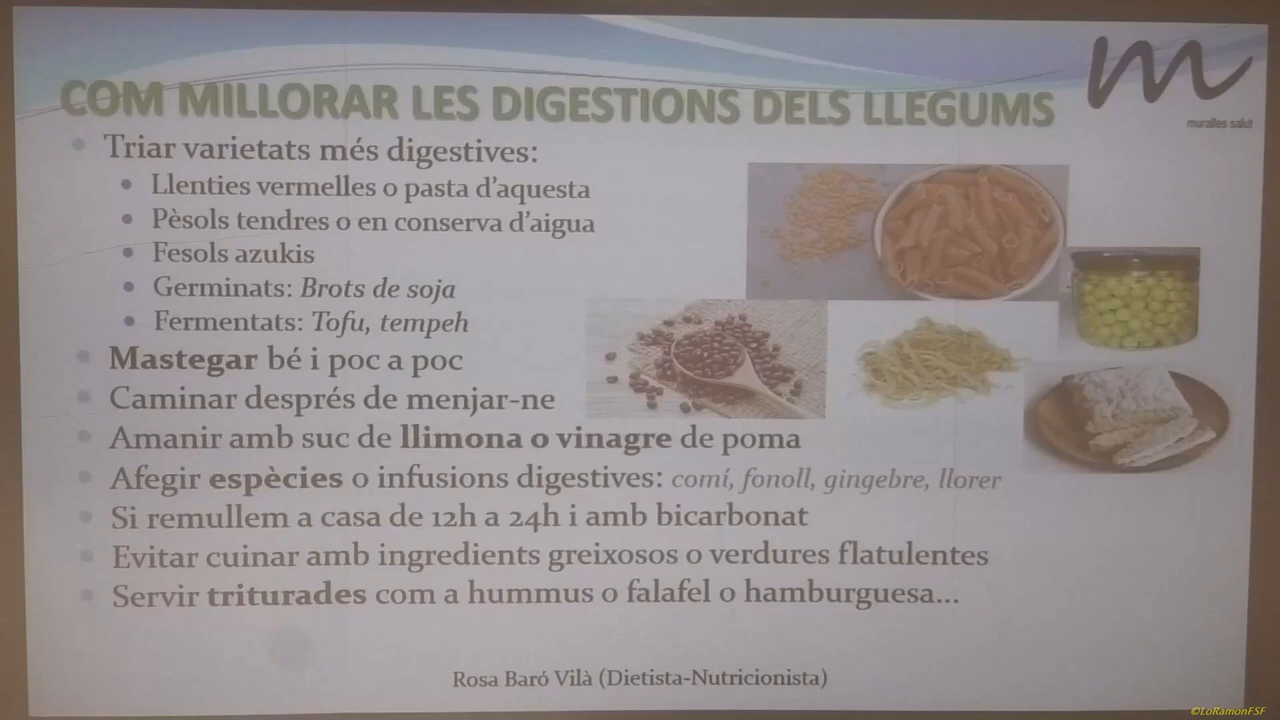 COM MILLORAR LES DIGESTIONS DELS LLEGUMS
muralles salut
Triar varietats més digestives:
Llenties vermelles o pasta d'aquesta
Pèsols tendres o en conserva d'aigua
Fesols azukis
Germinats: Brots de soja
Fermentats: Tofu, tempeh
Mastegar bé i poc a poc
Caminar després de menjar-ne
Amanir amb suc de llimona o vinagre de poma
Afegir espècies o infusions digestives: comí, fonoll, gingebre, llorer
Si remullem a casa de 12h a 24h i amb bicarbonat
Evitar cuinar amb ingredients greixosos o verdures flatulentes
Servir triturades com a hummus o falafel o hamburguesa...
Rosa Baró Vilà (Dietista-Nutricionista)
©LoRamonFSF